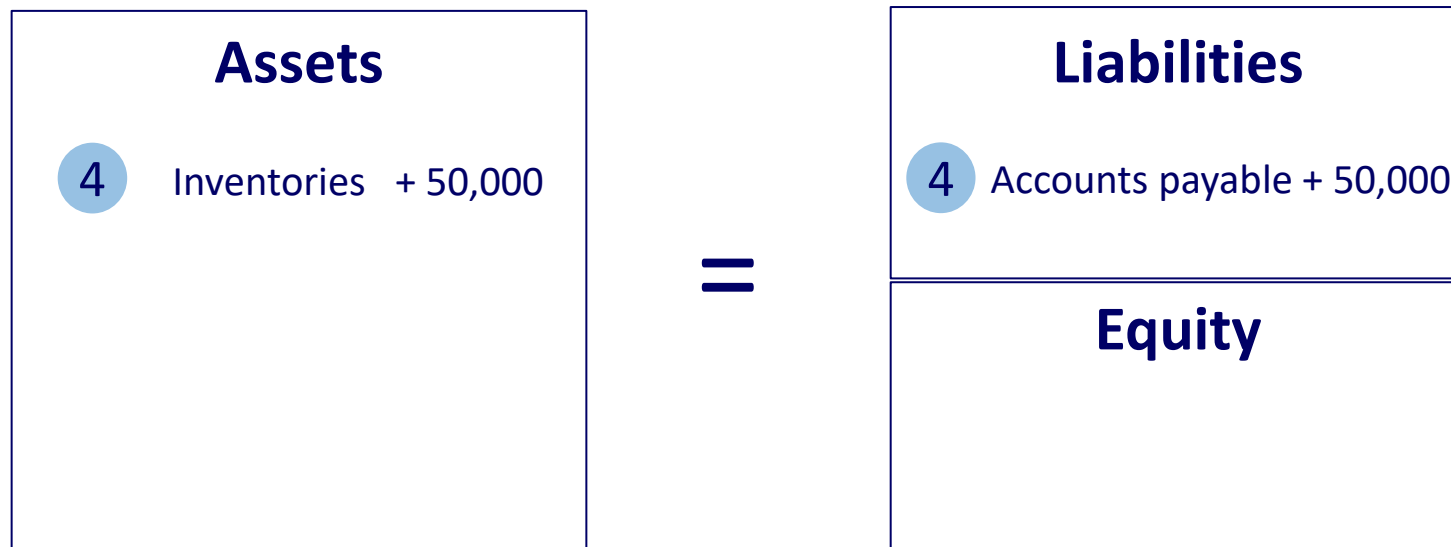 Assets
4 Inventories + 50,000
=
Liabilities
4 Accounts payable + 50,000
Equity